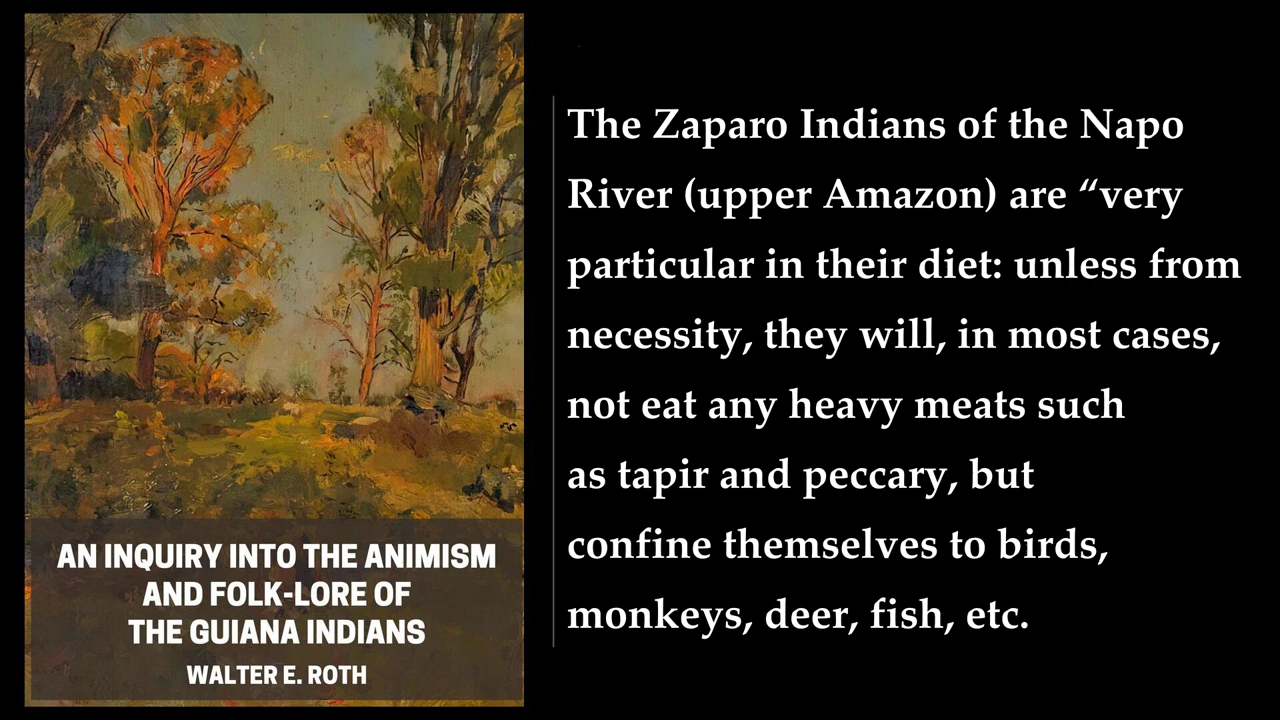 AN INQUIRY INTO THE ANIMISM
AND FOLK-LORE OF
THE GUIANA INDIANS
WALTER E. ROTH
The Zaparo Indians of the Napo
River (upper Amazon) are “very
particular in their diet: unless from
necessity, they will, in most cases,
not eat any heavy meats such
as tapir and peccary, but
confine themselves to birds,
monkeys, deer, fish, etc.